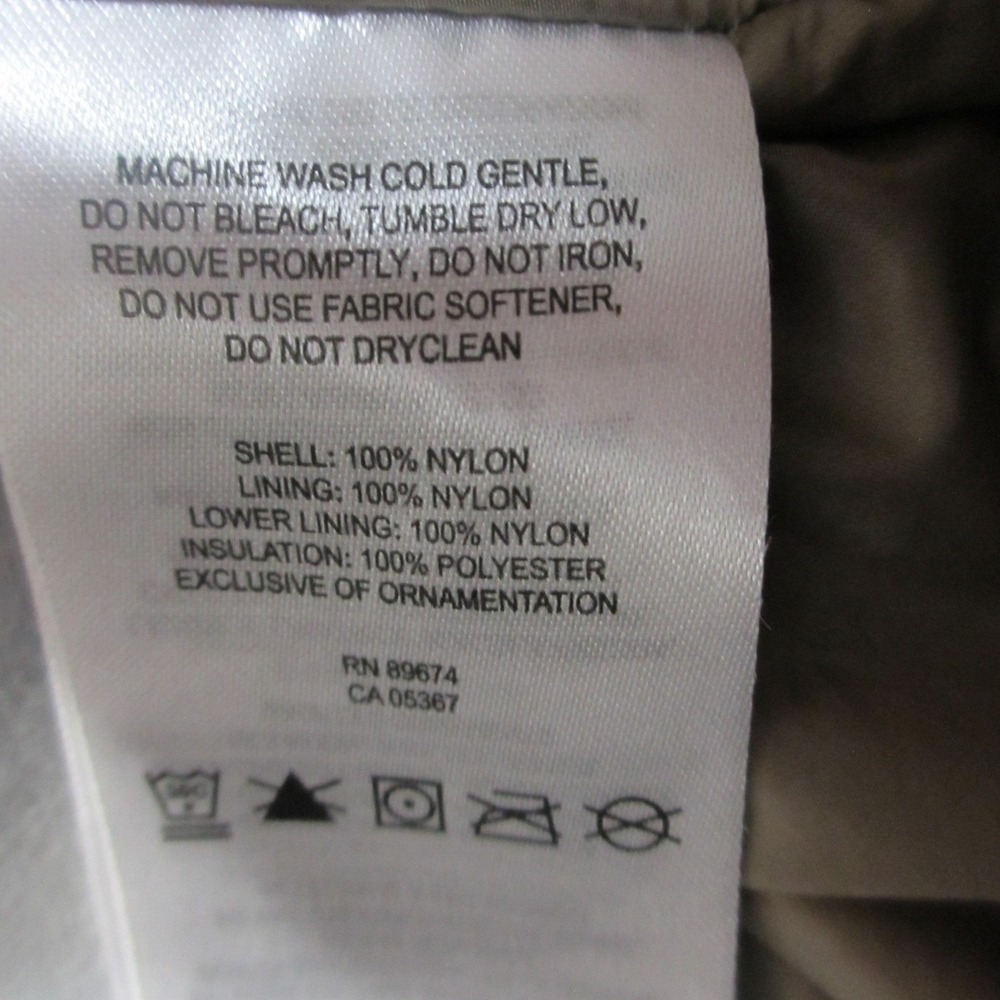 MACHINE WASH COLD GENTLE,
DO NOT BLEACH, TUMBLE DRY LOW,
REMOVE PROMPTLY, DO NOT IRON,
DO NOT USE FABRIC SOFTENER,
DO NOT DRYCLEAN
SHELL: 100% NYLON
LINING: 100% NYLON
LOWER LINING: 100% NYLON
INSULATION: 100% POLYESTER
EXCLUSIVE OF ORNAMENTATION
RN 89674
CA 05367